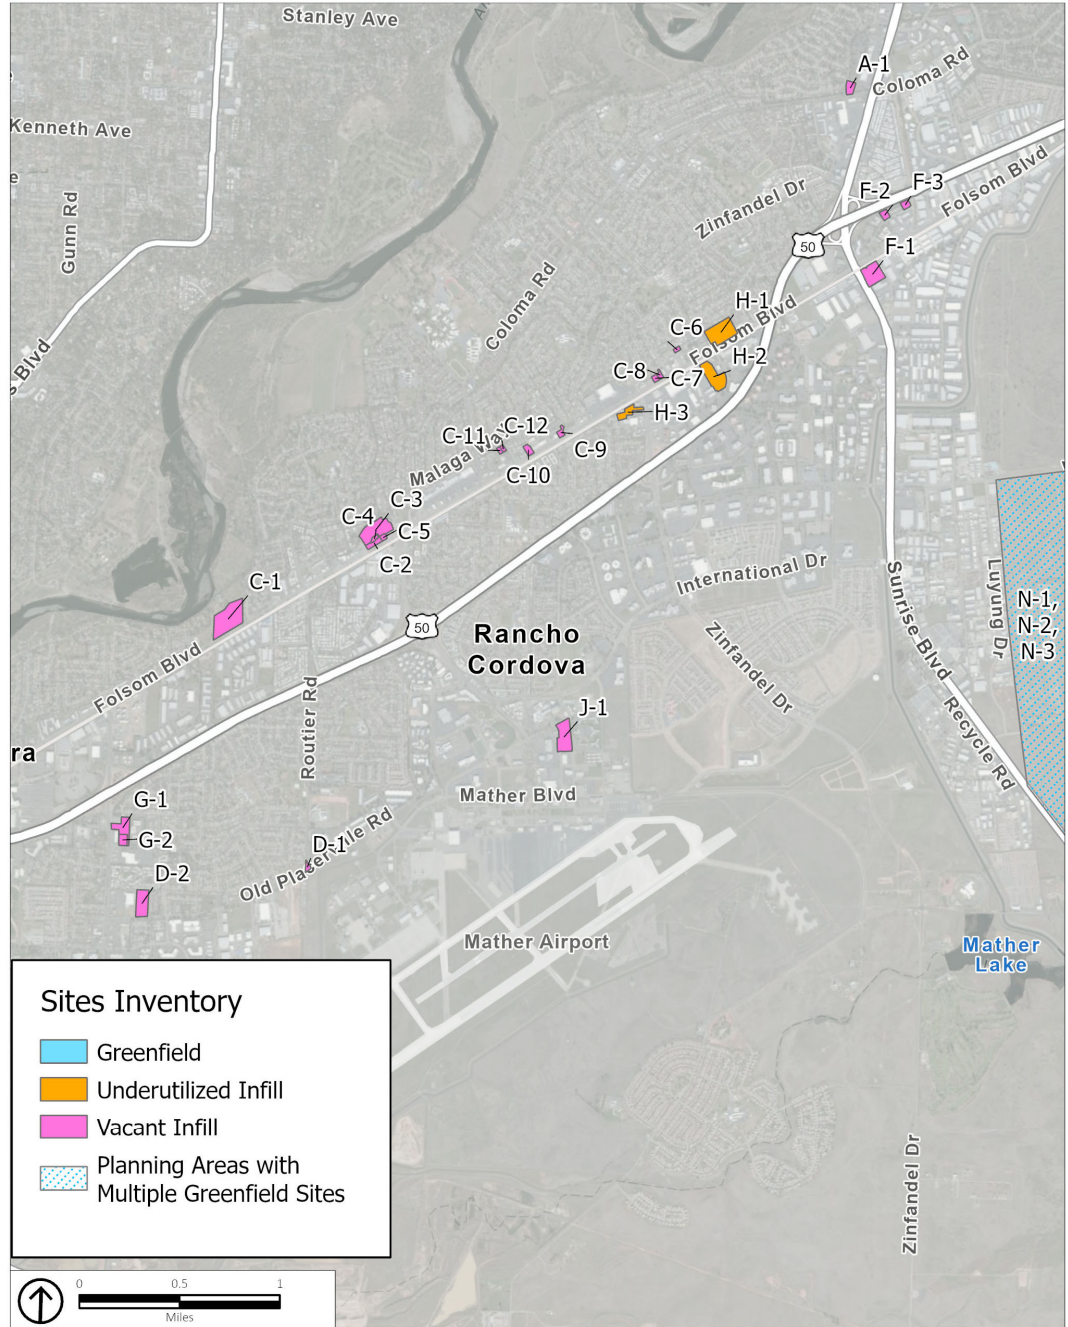 Stanley Ave
A-1
Coloma Rd
Kenneth Ave
e
Gunn Rd
Zinfandel Dr
F-2
F-3
Folsom Blvd
50
F-1
Coloma Rd
s Blvd
H-1
C-6
Folsom Blvd
H-2
C-8
C-7
H-3
C-12
C-11
C-9
Malaga Way
C-10
C-3
C-4
C-5
C-2
C-1
International Dr
Sunrise Blvd
Luyung Dr
N-1,
N-2,
N-3
50
Rancho
Cordova
Zinfandel Dr
Folsom Blvd
Routier Rd
Recycle Rd
J-1
ra
Mather Blvd
G-1
G-2
D-1
Old Placerville Rd
D-2
Mather Airport
Mather
Lake
Sites Inventory
Greenfield
Underutilized Infill
Vacant Infill
Planning Areas with
Multiple Greenfield Sites
Zinfandel Dr
0 0.5 1
Miles